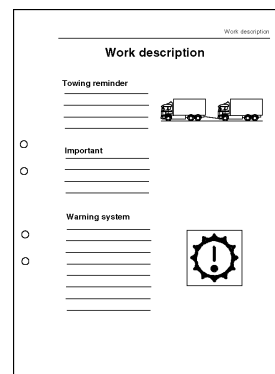 Work description
Work description
Towing reminder
Important
Warning system
!